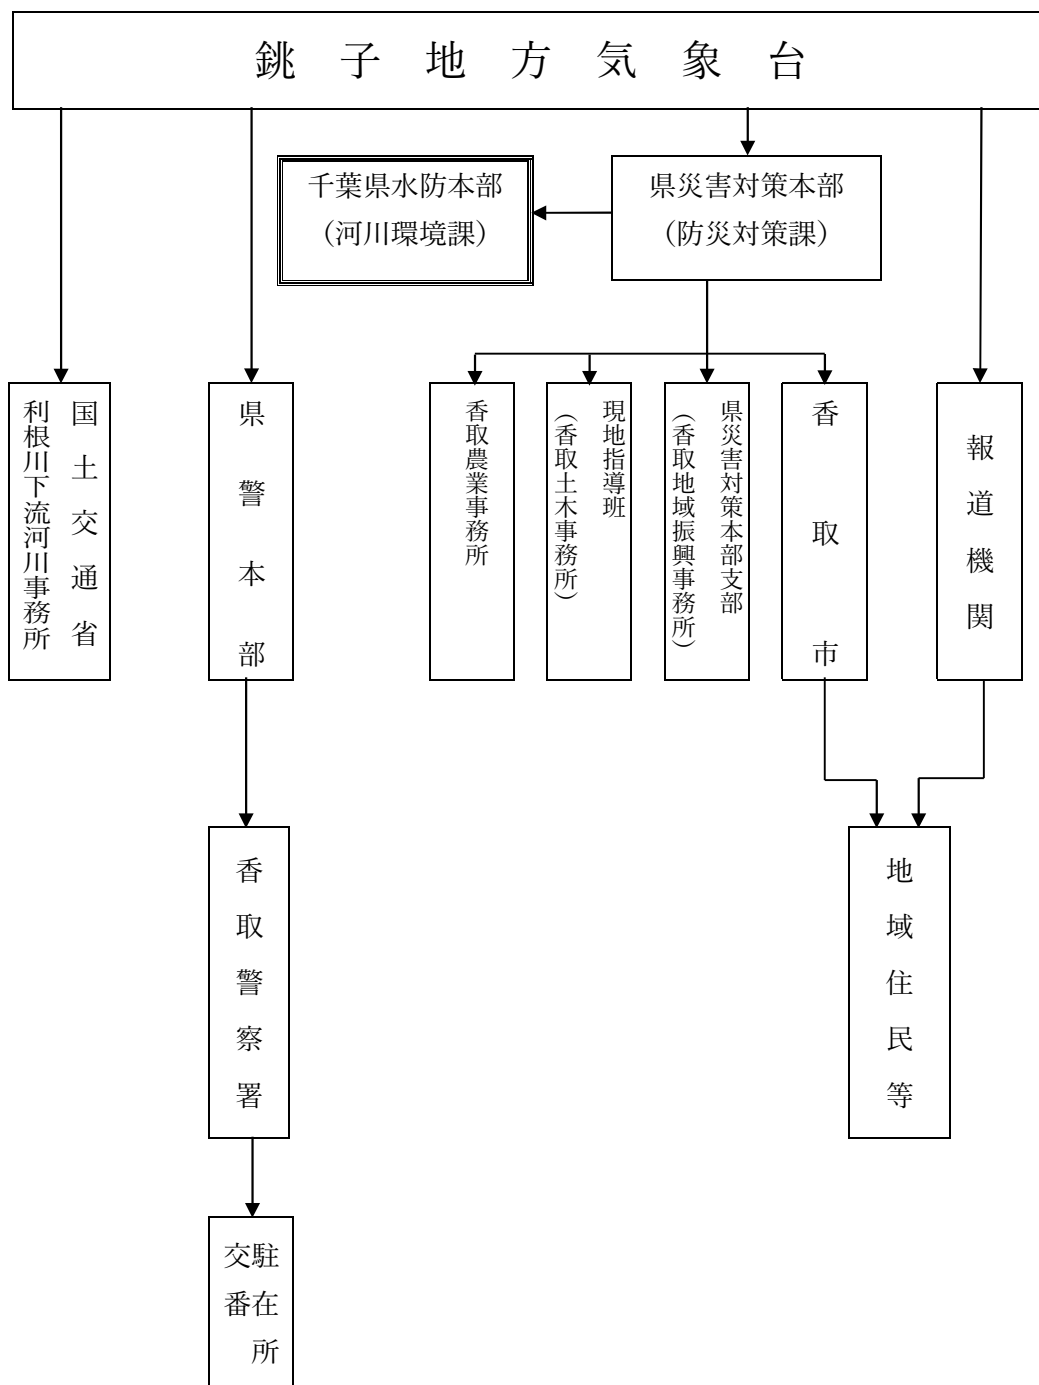 銚子地方気象台
千葉県水防本部
（河川環境課）
県災害対策本部
（防災対策課）
国土交通省
利根川下流河川事務所
県警本部
香取農業事務所
現地指導班
（香取土木事務所）
県災害対策本部支部
（香取地域振興事務所）
香取市
報道機関
香取警察署
地域住民等
駐在所
交番